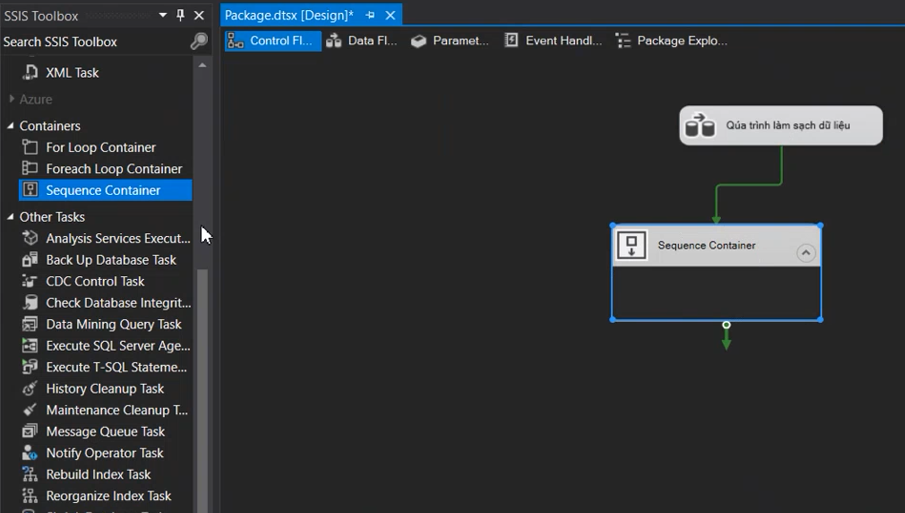 SSIS Toolbox
Search SSIS Toolbox
XML Task
Azure
Containers
For Loop Container
Foreach Loop Container
Sequence Container
Other Tasks
Analysis Services Execut...
Back Up Database Task
CDC Control Task
Check Database Integrit...
Data Mining Query Task
Execute SQL Server Age...
Execute T-SQL Stateme...
History Cleanup Task
Maintenance Cleanup T...
Message Queue Task
Notify Operator Task
Rebuild Index Task
Reorganize Index Task
Package.dtsx [Design]*
Control Fl...
Data Fl...
Paramet...
Event Handl...
Package Explo...
Qúa trình làm sạch dữ liệu
Sequence Container